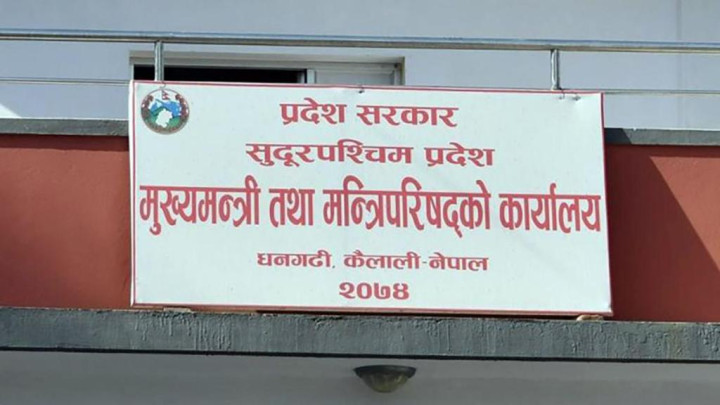 प्रदेश सरकार
सुदूरपश्चिम प्रदेश
मुख्यमन्त्री तथा मन्त्रिपरिषद्को कार्यालय
धनगढी, कैलाली-नेपाल
२०७४